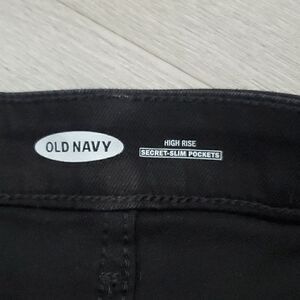 OLD NAVY
HIGH RISE
SECRET-SLIM POCKETS